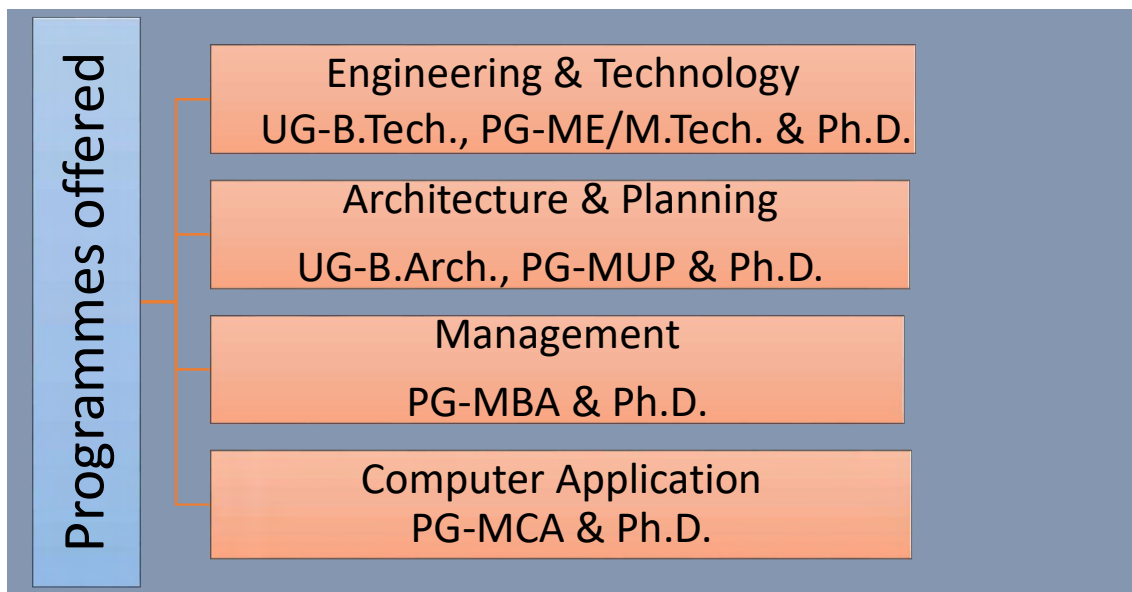 Programmes offered
Engineering & Technology
UG-B.Tech., PG-ME/M.Tech. & Ph.D.
Architecture & Planning
UG-B.Arch., PG-MUP & Ph.D.
Management
PG-MBA & Ph.D.
Computer Application
PG-MCA & Ph.D.